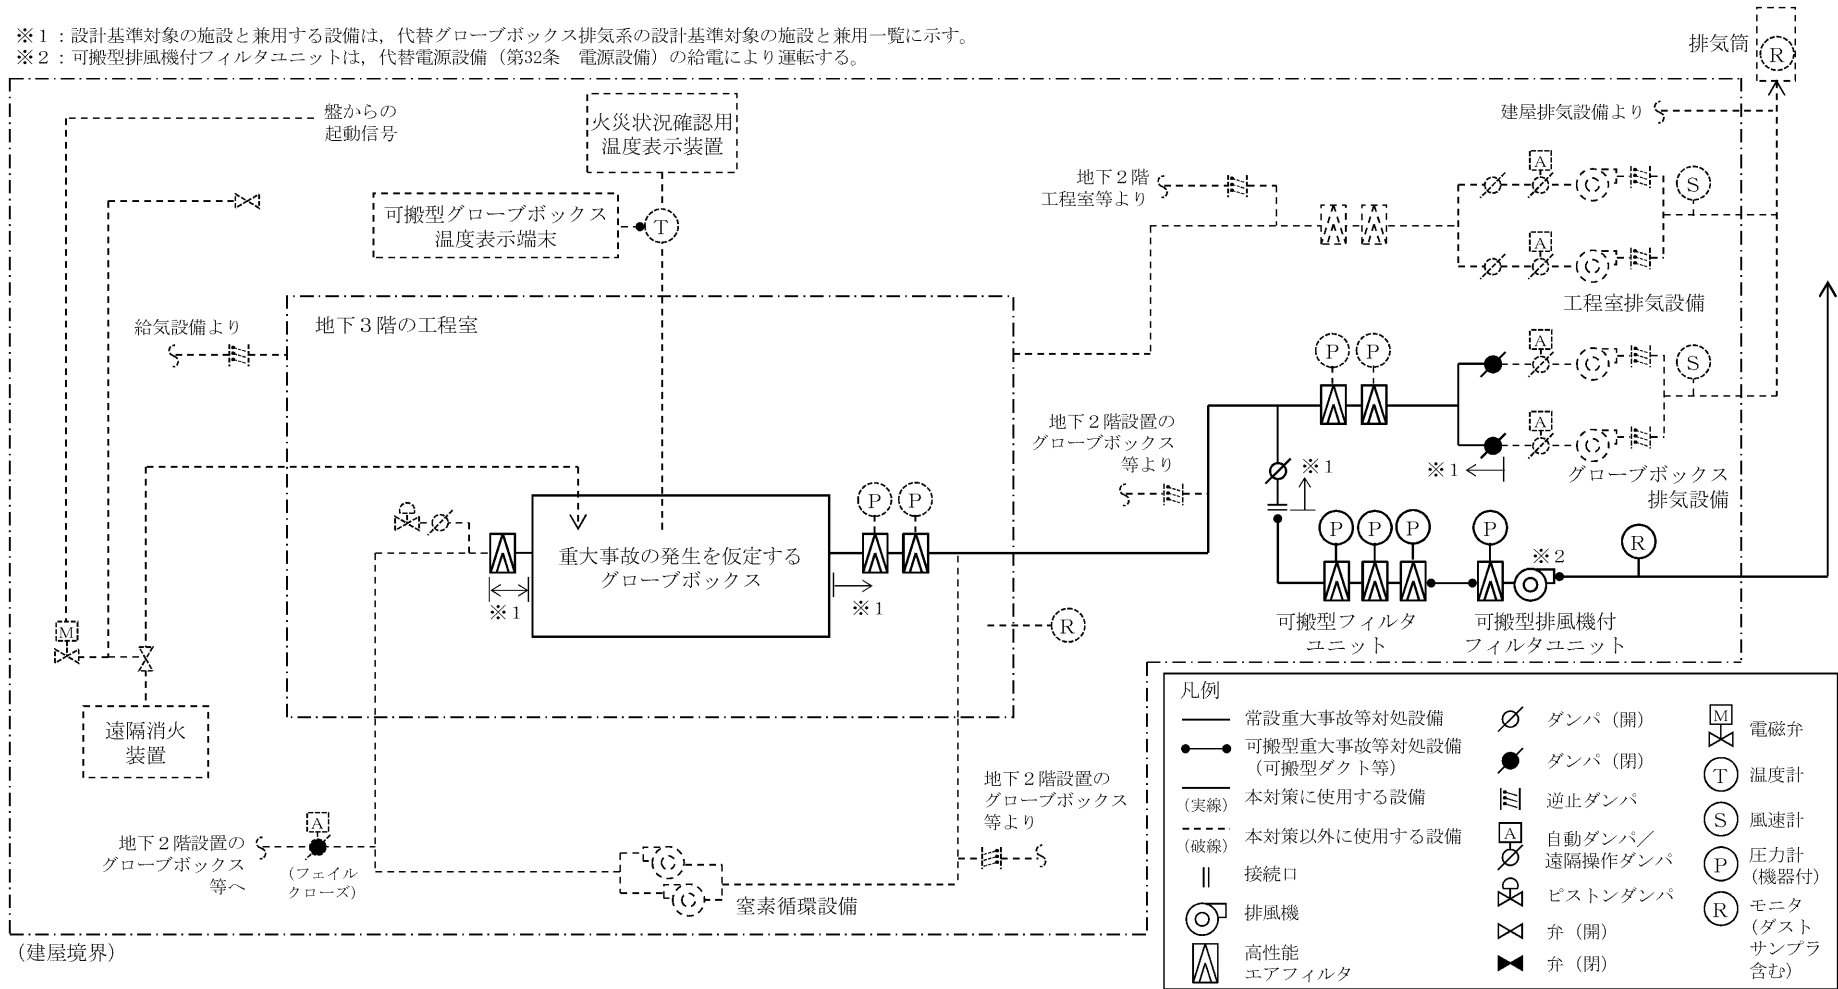 ※１：設計基準対象の施設と兼用する設備は，代替グローブボックス排気系の設計基準対象の施設と兼用一覧に示す。
※２：可搬型排風機付フィルタユニットは，代替電源設備（第32条　電源設備）の給電により運転する。
排気筒
R
盤からの
起動信号
火災状況確認用
温度表示装置
建屋排気設備より
可搬型グローブボックス
温度表示端末
T
地下２階
工程室等より
A
S
A
工程室排気設備
給気設備より
地下３階の工程室
P
P
A
S
A
地下２階設置の
グローブボックス
等より
※１
※１
グローブボックス
排気設備
P
P
重大事故の発生を仮定する
グローブボックス
※１
※１
P
P
P
P
※２
R
可搬型フィルタ
ユニット
可搬型排風機付
フィルタユニット
R
M
遠隔消火
装置
地下２階設置の
グローブボックス
等へ
A
（フェイル
クローズ）
窒素循環設備
地下２階設置の
グローブボックス
等より
（建屋境界）
凡例
常設重大事故等対処設備
可搬型重大事故等対処設備
（可搬型ダクト等）
（実線）
本対策に使用する設備
（破線）
本対策以外に使用する設備
接続口
排風機
高性能
エアフィルタ
ダンパ（開）
ダンパ（閉）
逆止ダンパ
A
自動ダンパ／
遠隔操作ダンパ
ピストンダンパ
弁（開）
弁（閉）
M
電磁弁
T
温度計
S
風速計
P
圧力計
（機器付）
R
モニタ
（ダスト
サンプラ
含む）